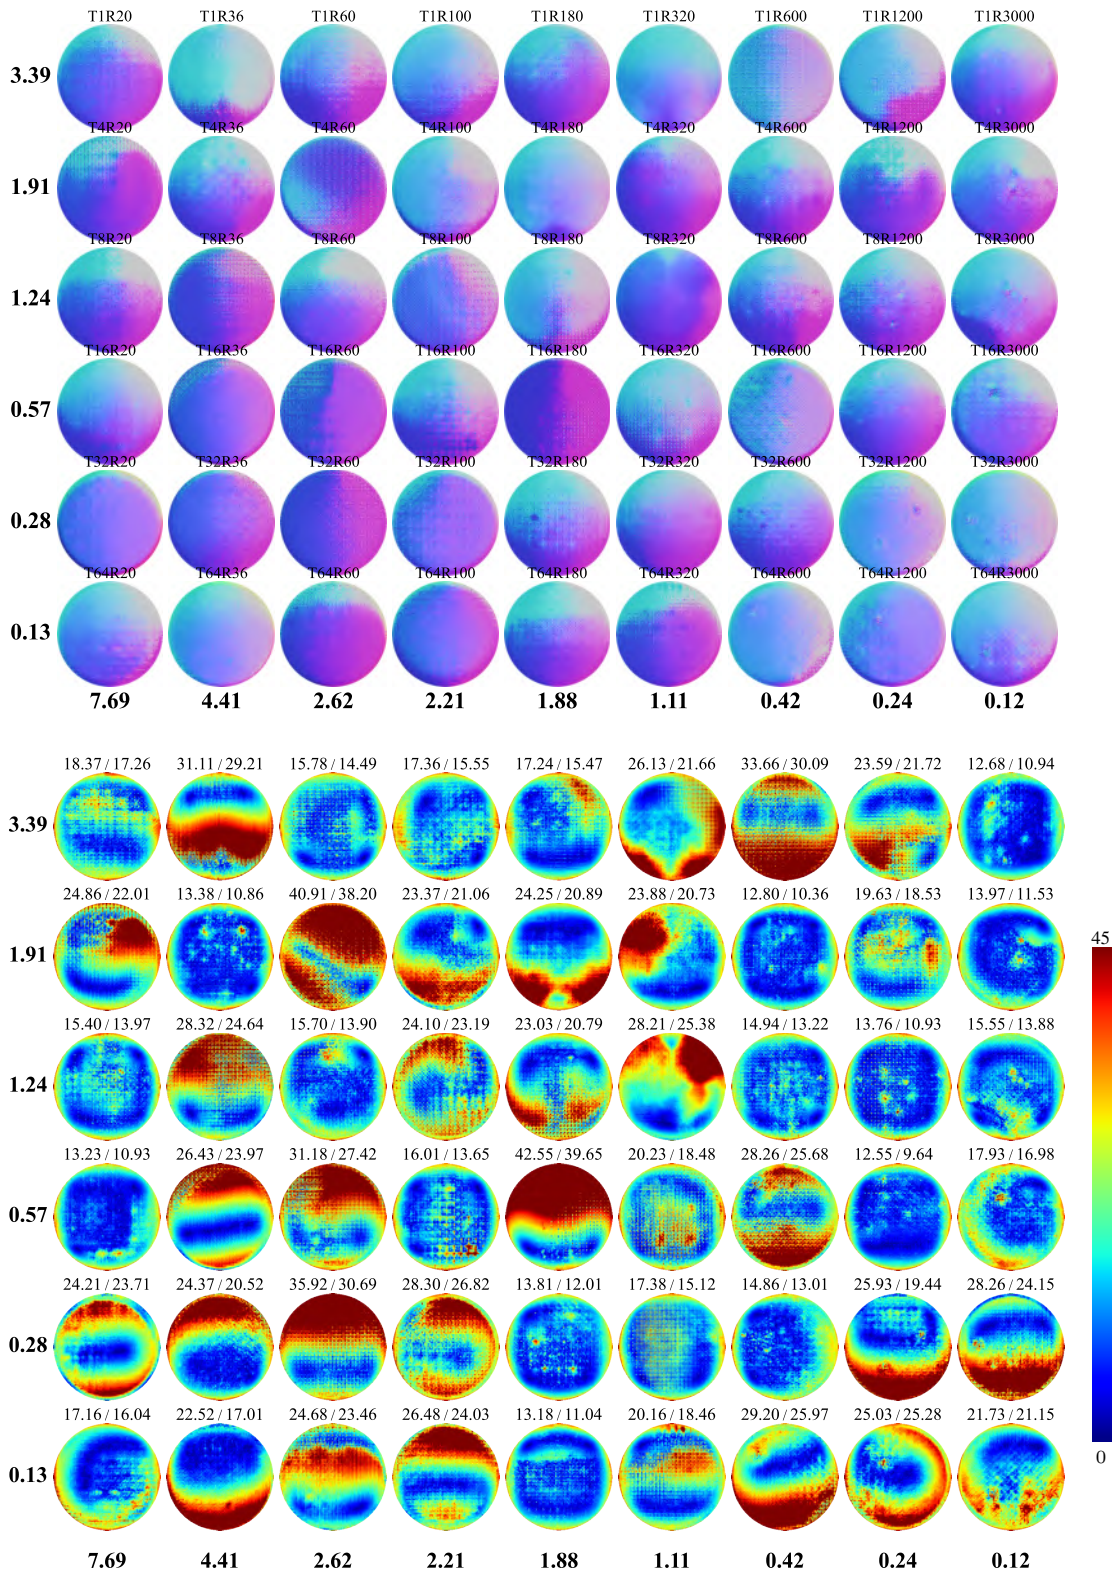 T1R20 T1R36 T1R60 T1R100 T1R180 T1R320 T1R600 T1R1200 T1R3000
3.39
T4R20 T4R36 T4R60 T4R100 T4R180 T4R320 T4R600 T4R1200 T4R3000
1.91
T8R20 T8R36 T8R60 T8R100 T8R180 T8R320 T8R600 T8R1200 T8R3000
1.24
T16R20 T16R36 T16R60 T16R100 T16R180 T16R320 T16R600 T16R1200 T16R3000
0.57
T32R20 T32R36 T32R60 T32R100 T32R180 T32R320 T32R600 T32R1200 T32R3000
0.28
T64R20 T64R36 T64R60 T64R100 T64R180 T64R320 T64R600 T64R1200 T64R3000
0.13
7.69 4.41 2.62 2.21 1.88 1.11 0.42 0.24 0.12
18.37 / 17.26 31.11 / 29.21 15.78 / 14.49 17.36 / 15.55 17.24 / 15.47 26.13 / 21.66 33.66 / 30.09 23.59 / 21.72 12.68 / 10.94
3.39
24.86 / 22.01 13.38 / 10.86 40.91 / 38.20 23.37 / 21.06 24.25 / 20.89 23.88 / 20.73 12.80 / 10.36 19.63 / 18.53 13.97 / 11.53
45
1.91
15.40 / 13.97 28.32 / 24.64 15.70 / 13.90 24.10 / 23.19 23.03 / 20.79 28.21 / 25.38 14.94 / 13.22 13.76 / 10.93 15.55 / 13.88
1.24
13.23 / 10.93 26.43 / 23.97 31.18 / 27.42 16.01 / 13.65 42.55 / 39.65 20.23 / 18.48 28.26 / 25.68 12.55 / 9.64 17.93 / 16.98
0.57
24.21 / 23.71 24.37 / 20.52 35.92 / 30.69 28.30 / 26.82 13.81 / 12.01 17.38 / 15.12 14.86 / 13.01 25.93 / 19.44 28.26 / 24.15
0.28
17.16 / 16.04 22.52 / 17.01 24.68 / 23.46 26.48 / 24.03 13.18 / 11.04 20.16 / 18.46 29.20 / 25.97 25.03 / 25.28 21.73 / 21.15
0
0.13
7.69 4.41 2.62 2.21 1.88 1.11 0.42 0.24 0.12